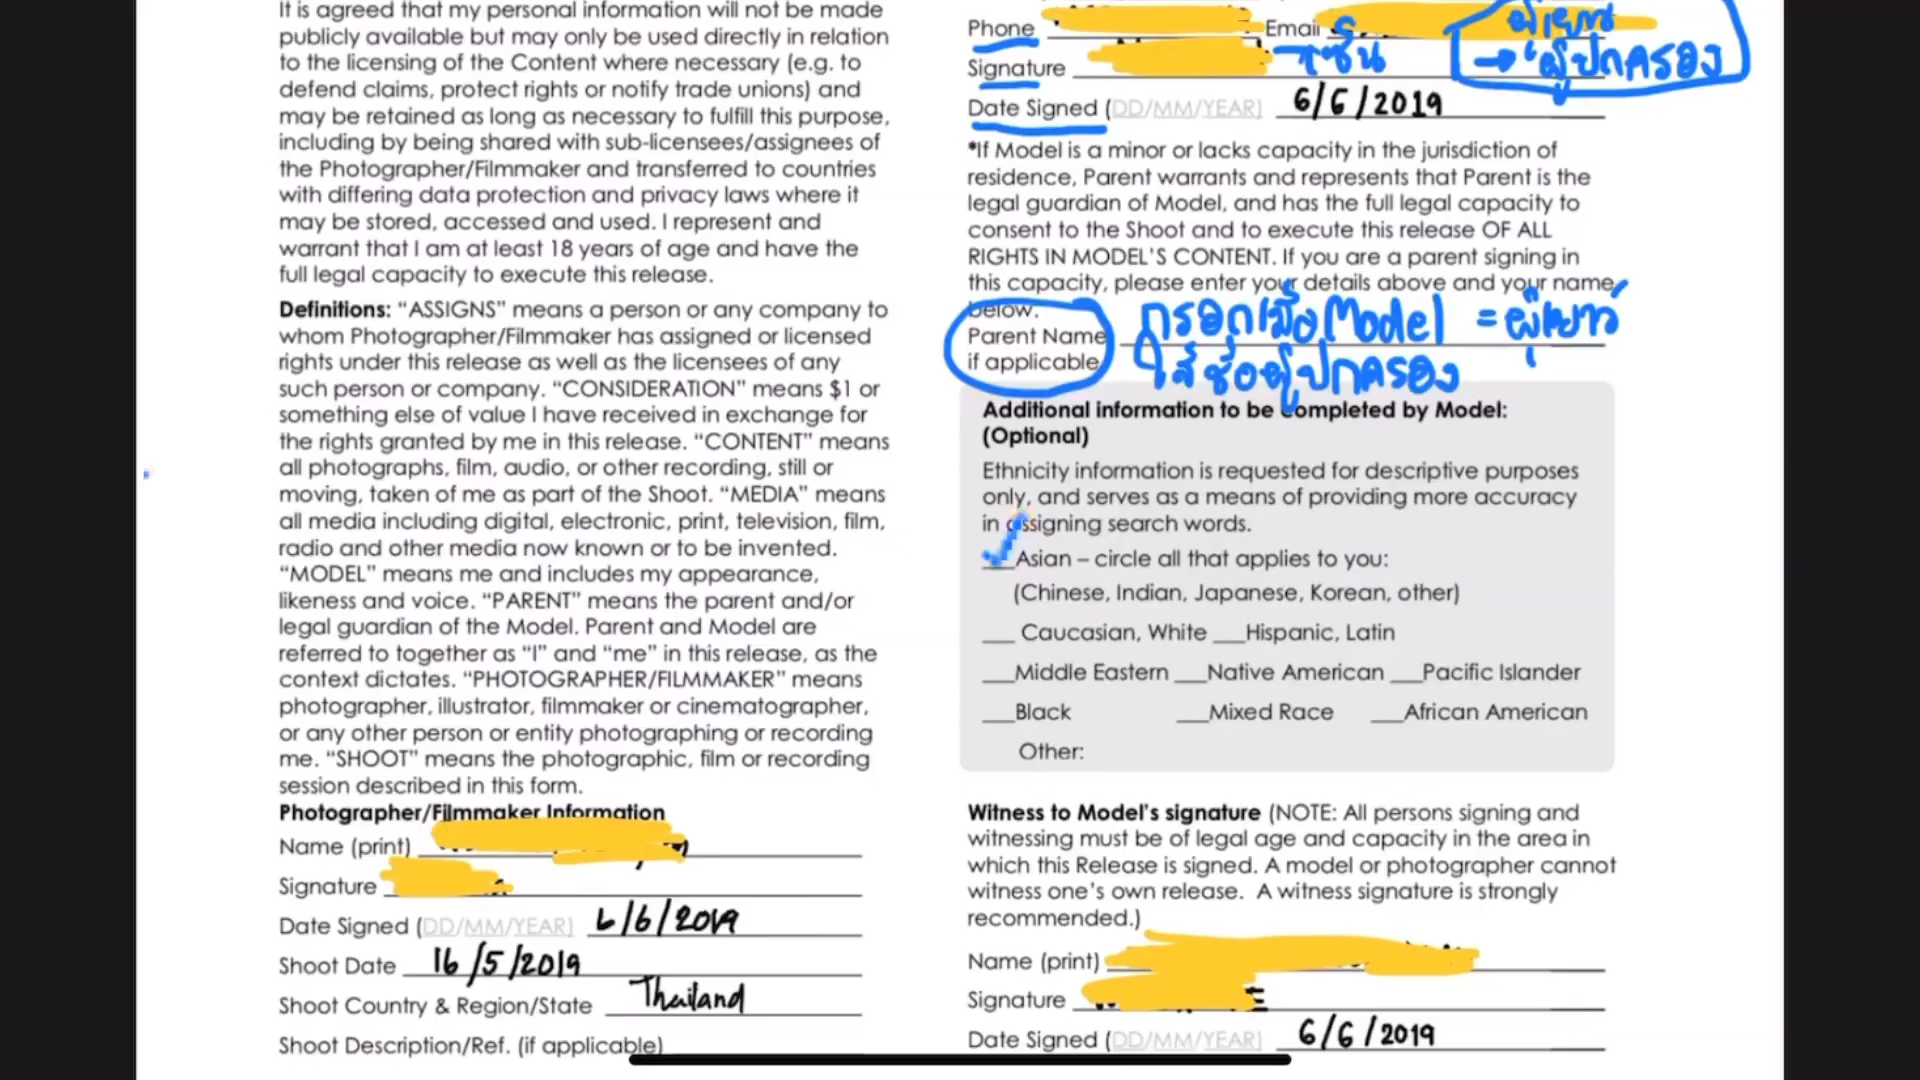 It is agreed that my personal information will not be made
publicly available but may only be used directly in relation
to the licensing of the Content where necessary (e.g. to
defend claims, protect rights or notify trade unions) and
may be retained as long as necessary to fulfill this purpose,
including by being shared with sub-licensees/assignees of
the Photographer/Filmmaker and transferred to countries
with differing data protection and privacy laws where it
may be stored, accessed and used. I represent and
warrant that I am at least 18 years of age and have the
full legal capacity to execute this release.
Definitions: “ASSIGNS” means a person or any company to
whom Photographer/Filmmaker has assigned or licensed
rights under this release as well as the licensees of any
such person or company. “CONSIDERATION” means $1 or
something else of value I have received in exchange for
the rights granted by me in this release. “CONTENT” means
all photographs, film, audio, or other recording, still or
moving, taken of me as part of the Shoot. “MEDIA” means
all media including digital, electronic, print, television, film,
radio and other media now known or to be invented.
“MODEL” means me and includes my appearance,
likeness and voice. “PARENT” means the parent and/or
legal guardian of the Model. Parent and Model are
referred to together as “I” and “me” in this release, as the
context dictates. “PHOTOGRAPHER/FILMMAKER” means
photographer, illustrator, filmmaker or cinematographer,
or any other person or entity photographing or recording
me. “SHOOT” means the photographic, film or recording
session described in this form.
Photographer/Filmmaker Information
Name (print)
Signature
Date Signed (DD/MM/YEAR) 6/6/2019
Shoot Date 16/5/2019
Shoot Country & Region/State Thailand
Shoot Description/Ref. (if applicable)
Phone Email ผู้เยาว์
Signature เซ็น → ผู้ปกครอง
Date Signed (DD/MM/YEAR) 6/6/2019
*If Model is a minor or lacks capacity in the jurisdiction of
residence, Parent warrants and represents that Parent is the
legal guardian of Model, and has the full legal capacity to
consent to the Shoot and to execute this release OF ALL
RIGHTS IN MODEL’S CONTENT. If you are a parent signing in
this capacity, please enter your details above and your name
below.
Parent Name กรอกเมื่อ Model = ผู้เยาว์
if applicable ใส่ชื่อผู้ปกครอง
Additional information to be completed by Model:
(Optional)
Ethnicity information is requested for descriptive purposes
only, and serves as a means of providing more accuracy
in assigning search words.
✓ Asian – circle all that applies to you:
(Chinese, Indian, Japanese, Korean, other)
___ Caucasian, White ___Hispanic, Latin
___Middle Eastern ___Native American ___Pacific Islander
___Black ___Mixed Race ___African American
Other:
Witness to Model’s signature (NOTE: All persons signing and
witnessing must be of legal age and capacity in the area in
which this Release is signed. A model or photographer cannot
witness one’s own release. A witness signature is strongly
recommended.)
Name (print)
Signature
Date Signed (DD/MM/YEAR) 6/6/2019